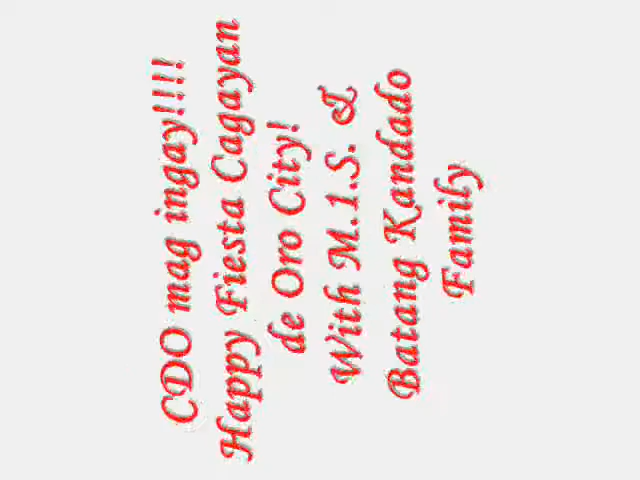 CDO mag ingay!!!!
Happy Fiesta Cagayan
de Oro City!
With M.1.S. &
Batang Kandado
Family